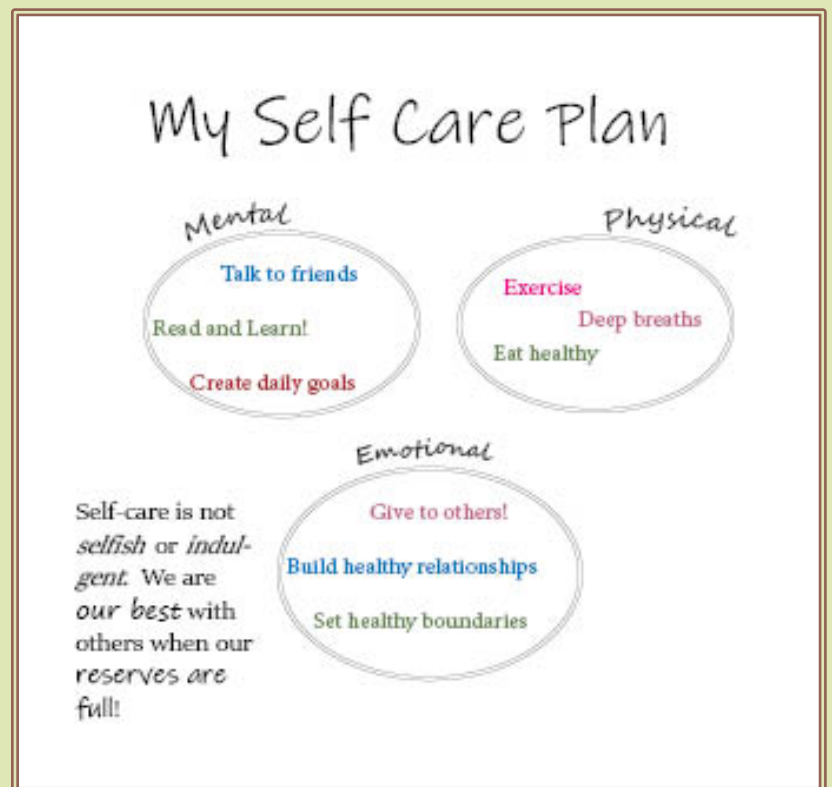 My Self Care Plan
Mental
Talk to friends
Read and Learn!
Create daily goals
Physical
Exercise
Deep breaths
Eat healthy
Emotional
Give to others!
Build healthy relationships
Set healthy boundaries
Self-care is not
selfish or indul-
gent. We are
our best with
others when our
reserves are
full!